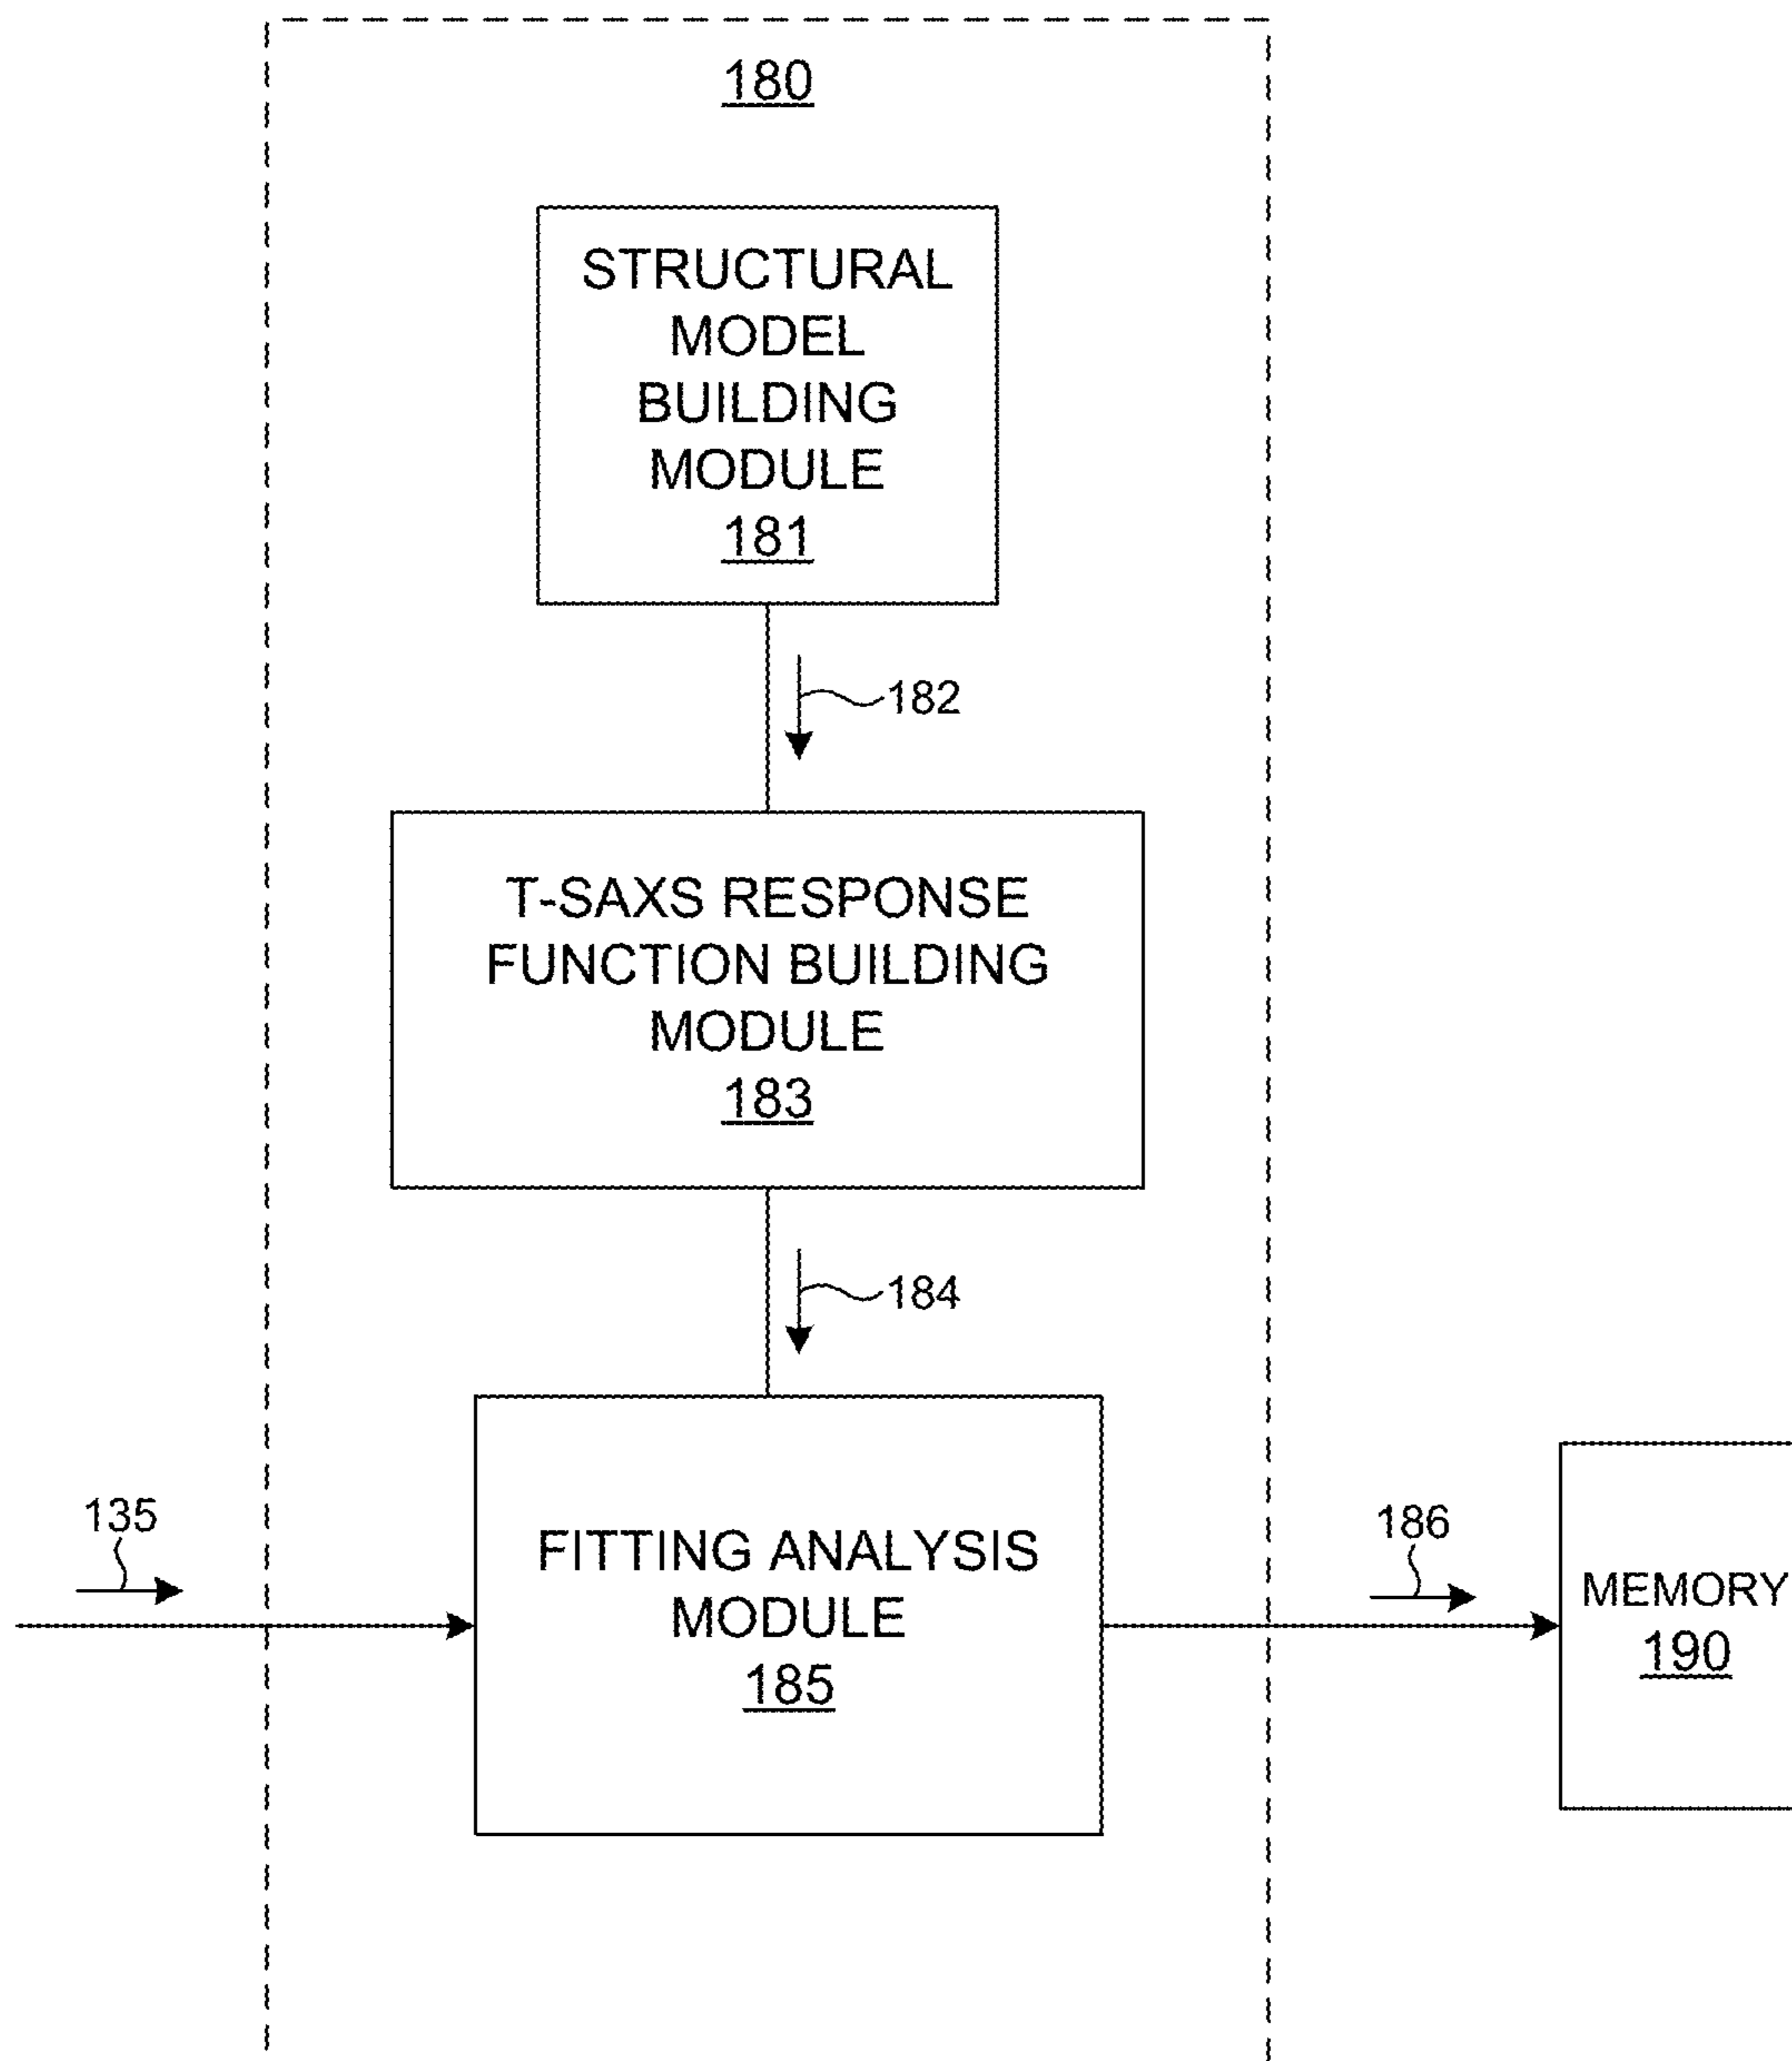 180
STRUCTURAL
MODEL
BUILDING
MODULE
181
182
T-SAXS RESPONSE
FUNCTION BUILDING
MODULE
183
184
135
FITTING ANALYSIS
MODULE
185
186
MEMORY
190